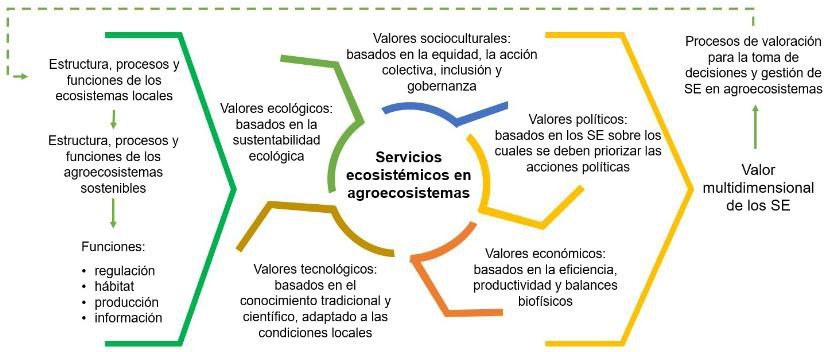 Estructura, procesos y
funciones de los
ecosistemas locales
Estructura, procesos y
funciones de los
agroecosistemas
sostenibles
Funciones:
• regulación
• hábitat
• producción
• información
Valores ecológicos:
basados en la
sustentabilidad
ecológica
Valores socioculturales:
basados en la equidad, la acción
colectiva, inclusión y
gobernanza
Valores políticos:
basados en los SE sobre los
cuales se deben priorizar las
acciones políticas
Servicios
ecosistémicos en
agroecosistemas
Valores tecnológicos:
basados en el
conocimiento tradicional y
científico, adaptado a las
condiciones locales
Valores económicos:
basados en la eficiencia,
productividad y balances
biofísicos
Procesos de valoración
para la toma de
decisiones y gestión de
SE en agroecosistemas
Valor
multidimensional
de los SE